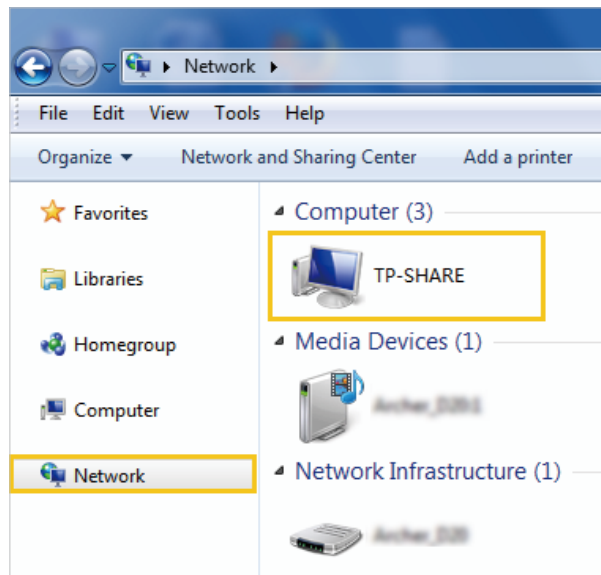 Network
File Edit View Tools Help
Organize Network and Sharing Center Add a printer
Favorites
Libraries
Homegroup
Computer
Network
Computer (3)
TP-SHARE
Media Devices (1)
Network Infrastructure (1)